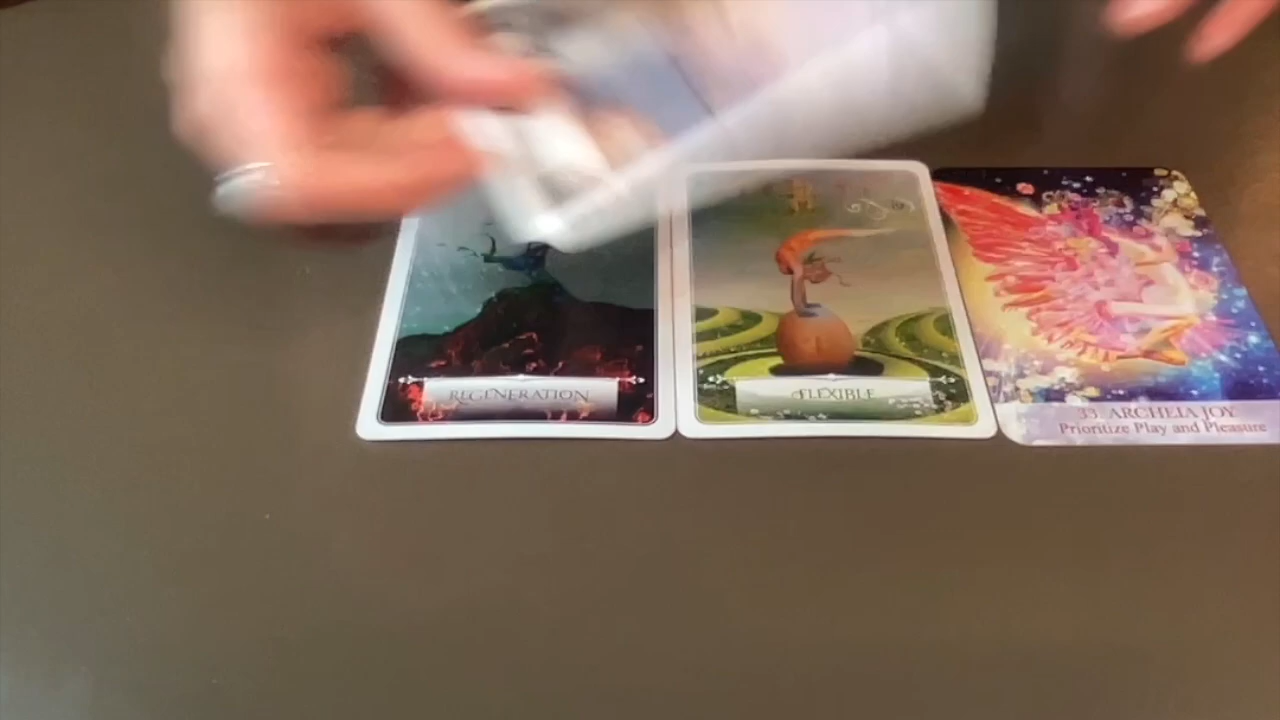 REGENERATION
FLEXIBLE
33. ARCHEIA JOY
Prioritize Play and Pleasure